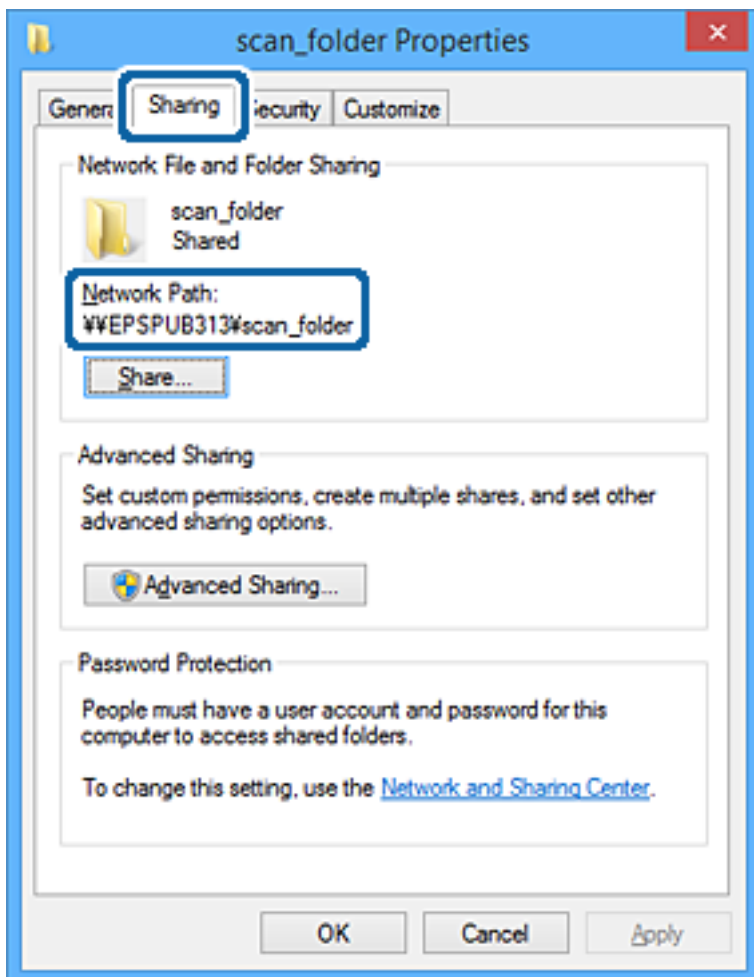 scan_folder Properties
Genera Sharing ecurity Customize
Network File and Folder Sharing
scan_folder
Shared
Network Path:
¥¥EPSPUB313¥scan_folder
Share...
Advanced Sharing
Set custom permissions, create multiple shares, and set other
advanced sharing options.
Advanced Sharing...
Password Protection
People must have a user account and password for this
computer to access shared folders.
To change this setting, use the Network and Sharing Center.
OK Cancel Apply